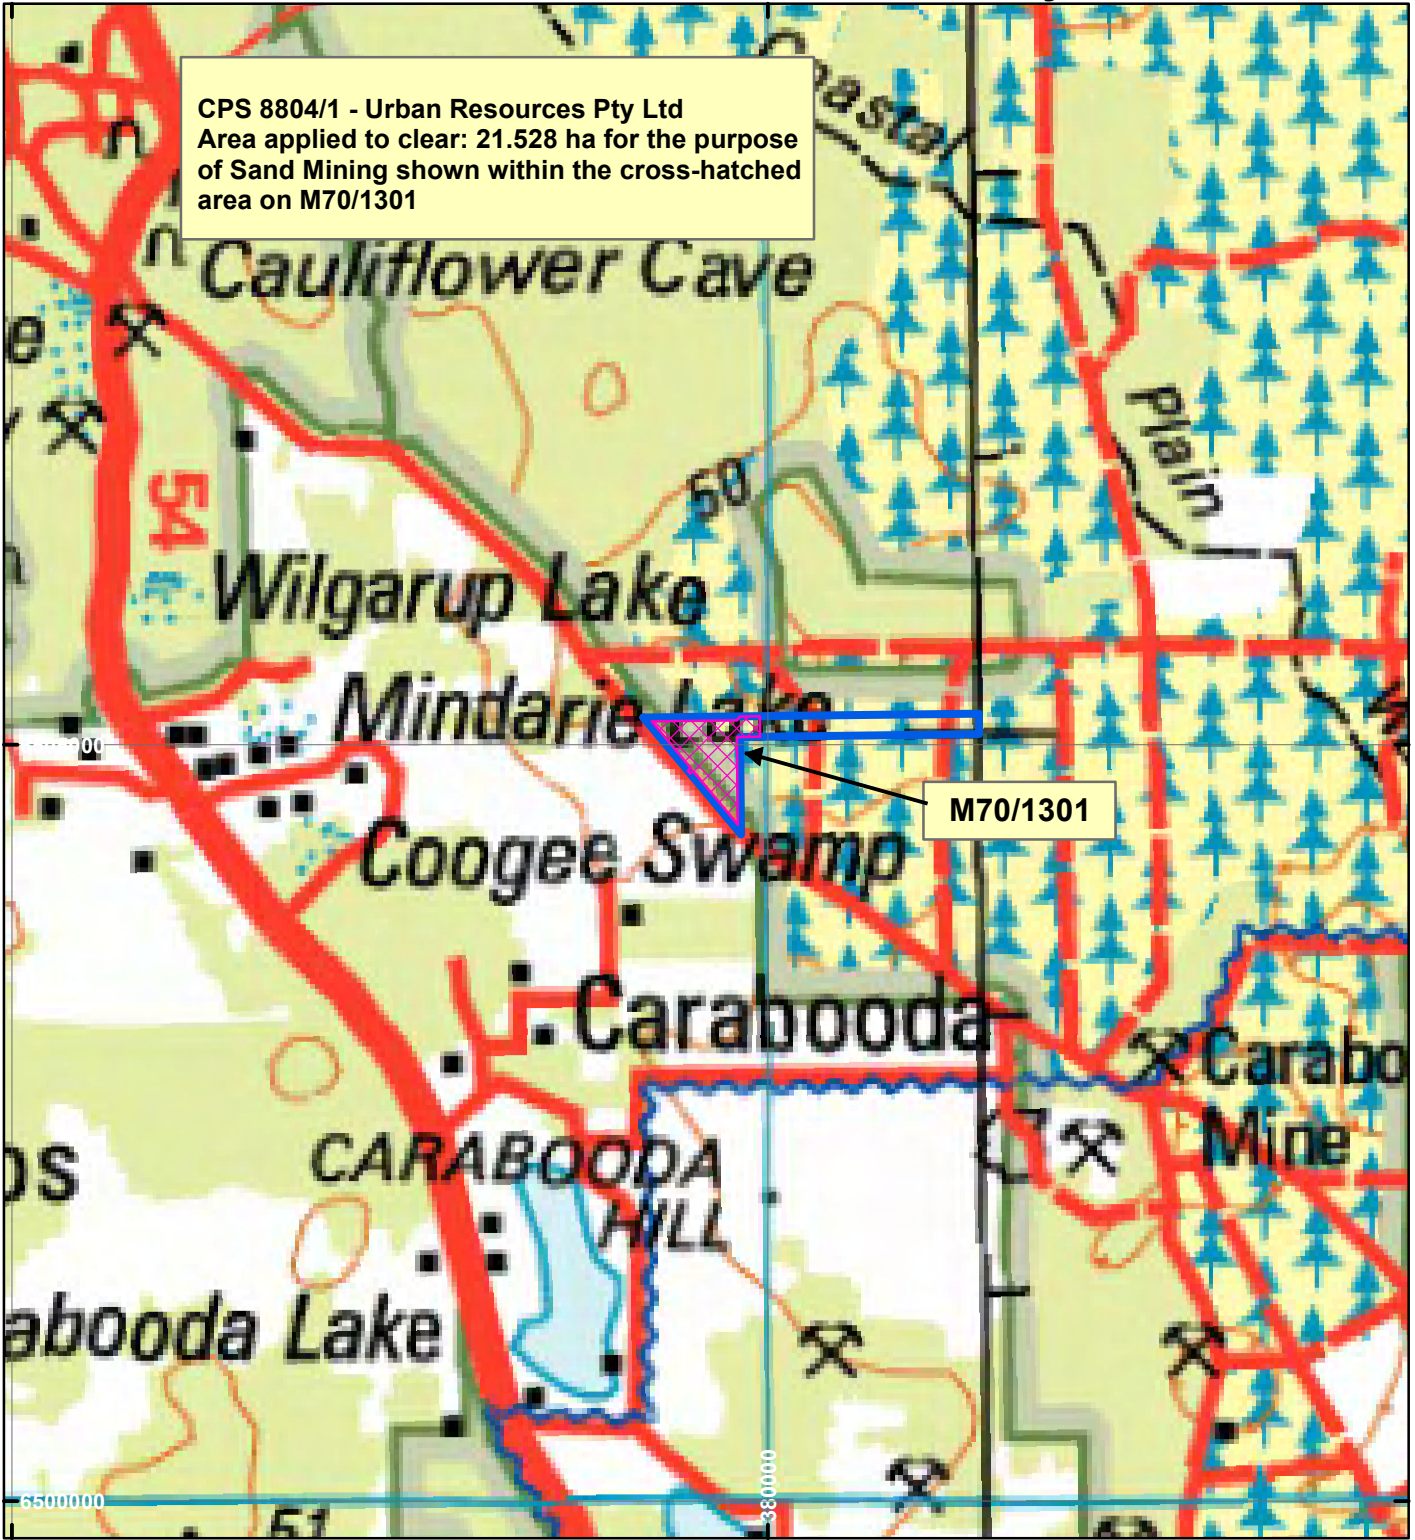 CPS 8804/1 - Urban Resources Pty Ltd
Area applied to clear: 21.528 ha for the purpose
of Sand Mining shown within the cross-hatched
area on M70/1301
Cauliflower Cave
54
50
Plain
Wilgarup Lake
Mindarie Lake
M70/1301
Coogee Swamp
Carabooda
Carabo
Mine
CARABOODA
HILL
abooda Lake
380000
6500000
51